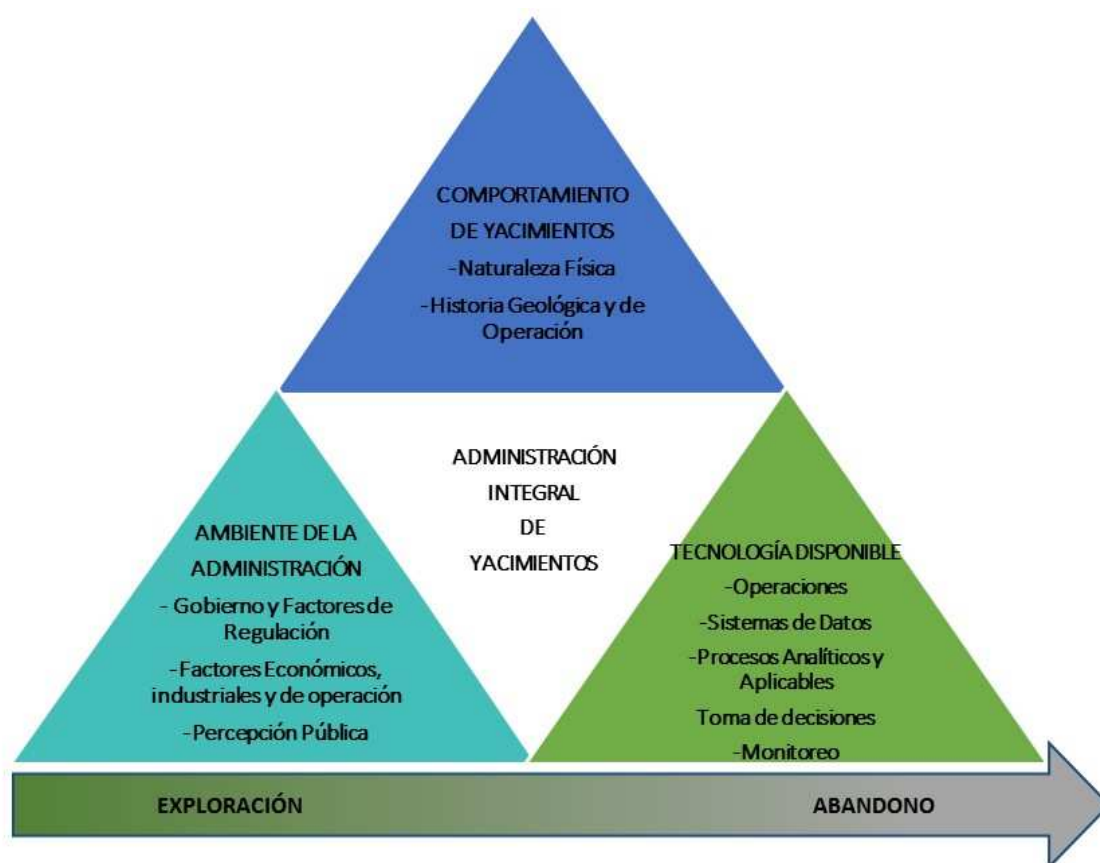 COMPORTAMIENTO
DE YACIMIENTOS
-Naturaleza Física
-Historia Geológica y de
Operación
ADMINISTRACIÓN
INTEGRAL
DE
YACIMIENTOS
AMBIENTE DE LA
ADMINISTRACIÓN
- Gobierno y Factores de
Regulación
-Factores Económicos,
industriales y de operación
-Percepción Pública
TECNOLOGÍA DISPONIBLE
-Operaciones
-Sistemas de Datos
-Procesos Analíticos y
Aplicables
Toma de decisiones
-Monitoreo
EXPLORACIÓN
ABANDONO